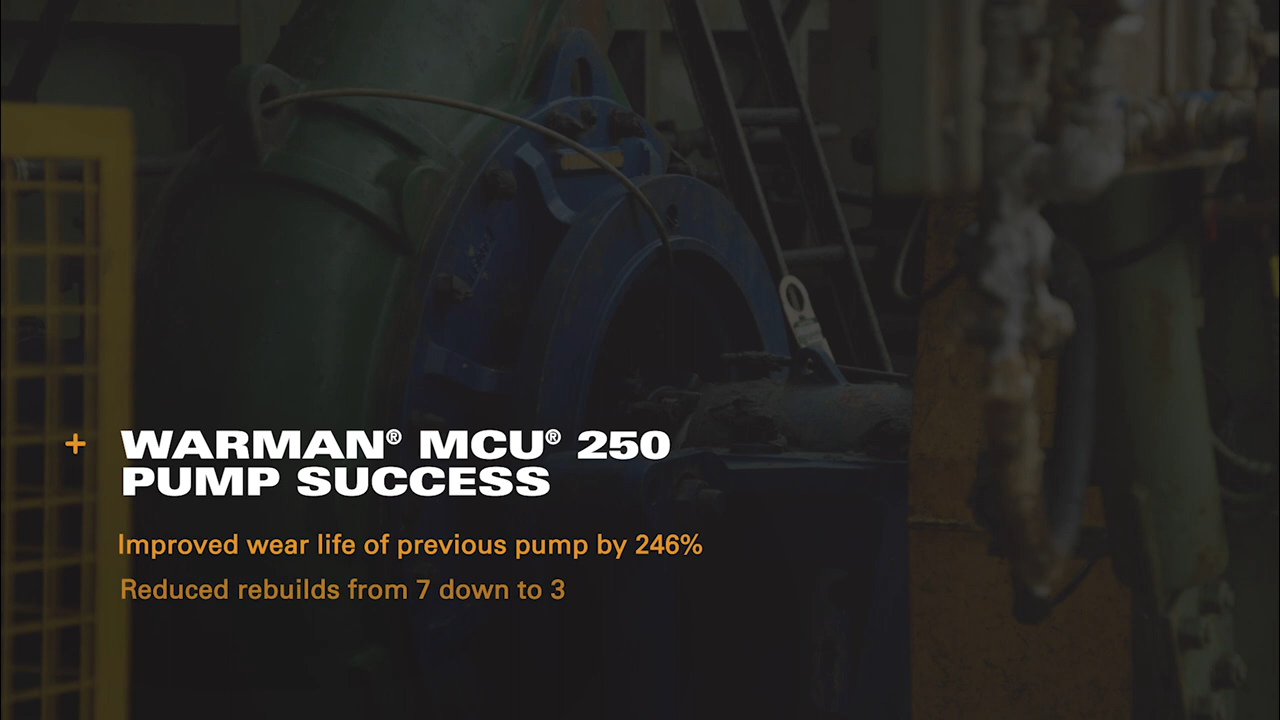 + WARMAN® MCU® 250
PUMP SUCCESS
Improved wear life of previous pump by 246%
Reduced rebuilds from 7 down to 3